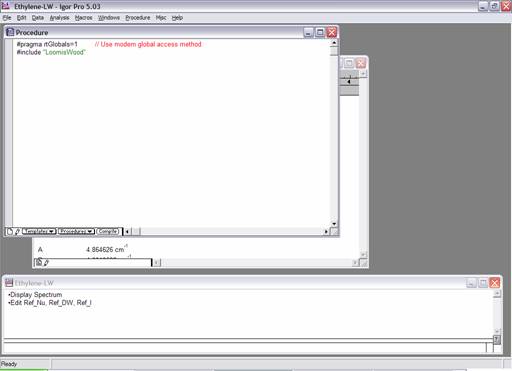 Ethylene-LW - Igor Pro 5.03
File Edit Data Analysis Macros Windows Procedure Misc Help
Procedure
#pragma rtGlobals=1 // Use modern global access method
#include "LoomisWood"
4
Templates Procedures Compile
A 4.864626 cm-1
Ethylene-LW
•Display Spectrum
•Edit Ref_Nu, Ref_DW, Ref_I
Ready